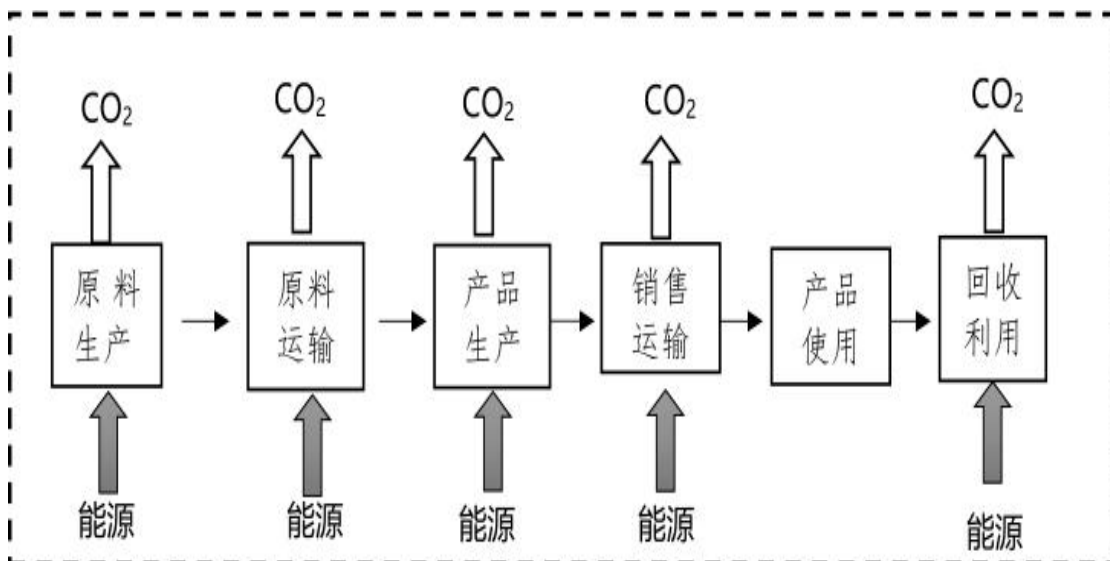 CO₂ CO₂ CO₂ CO₂ CO₂
原料 原料 产品 销售 产品 回收
生产 运输 生产 运输 使用 利用
能源 能源 能源 能源 能源